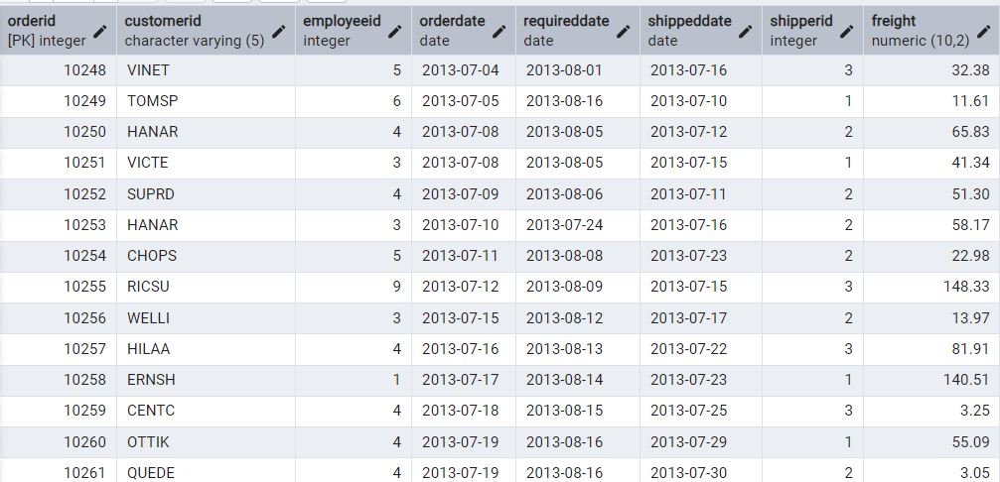 orderid customerid employeeid orderdate requireddate shippeddate shipperid freight
[PK] integer character varying (5) integer date date date integer numeric (10,2)
10248 VINET 5 2013-07-04 2013-08-01 2013-07-16 3 32.38
10249 TOMSP 6 2013-07-05 2013-08-16 2013-07-10 1 11.61
10250 HANAR 4 2013-07-08 2013-08-05 2013-07-12 2 65.83
10251 VICTE 3 2013-07-08 2013-08-05 2013-07-15 1 41.34
10252 SUPRD 4 2013-07-09 2013-08-06 2013-07-11 2 51.30
10253 HANAR 3 2013-07-10 2013-07-24 2013-07-16 2 58.17
10254 CHOPS 5 2013-07-11 2013-08-08 2013-07-23 2 22.98
10255 RICSU 9 2013-07-12 2013-08-09 2013-07-15 3 148.33
10256 WELLI 3 2013-07-15 2013-08-12 2013-07-17 2 13.97
10257 HILAA 4 2013-07-16 2013-08-13 2013-07-22 3 81.91
10258 ERNSH 1 2013-07-17 2013-08-14 2013-07-23 1 140.51
10259 CENTC 4 2013-07-18 2013-08-15 2013-07-25 3 3.25
10260 OTTIK 4 2013-07-19 2013-08-16 2013-07-29 1 55.09
10261 QUEDE 4 2013-07-19 2013-08-16 2013-07-30 2 3.05